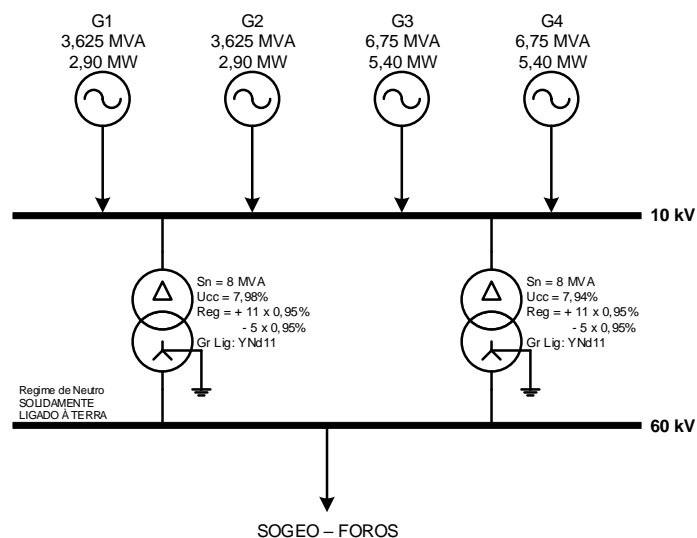 G1
3,625 MVA
2,90 MW
G2
3,625 MVA
2,90 MW
G3
6,75 MVA
5,40 MW
G4
6,75 MVA
5,40 MW
10 kV
Sn = 8 MVA
Ucc = 7,98%
Reg = + 11 x 0,95%
- 5 x 0,95%
Gr Lig: YNd11
Sn = 8 MVA
Ucc = 7,94%
Reg = + 11 x 0,95%
- 5 x 0,95%
Gr Lig: YNd11
Regime de Neutro
SOLIDAMENTE
LIGADO À TERRA
60 kV
SOGEO – FOROS